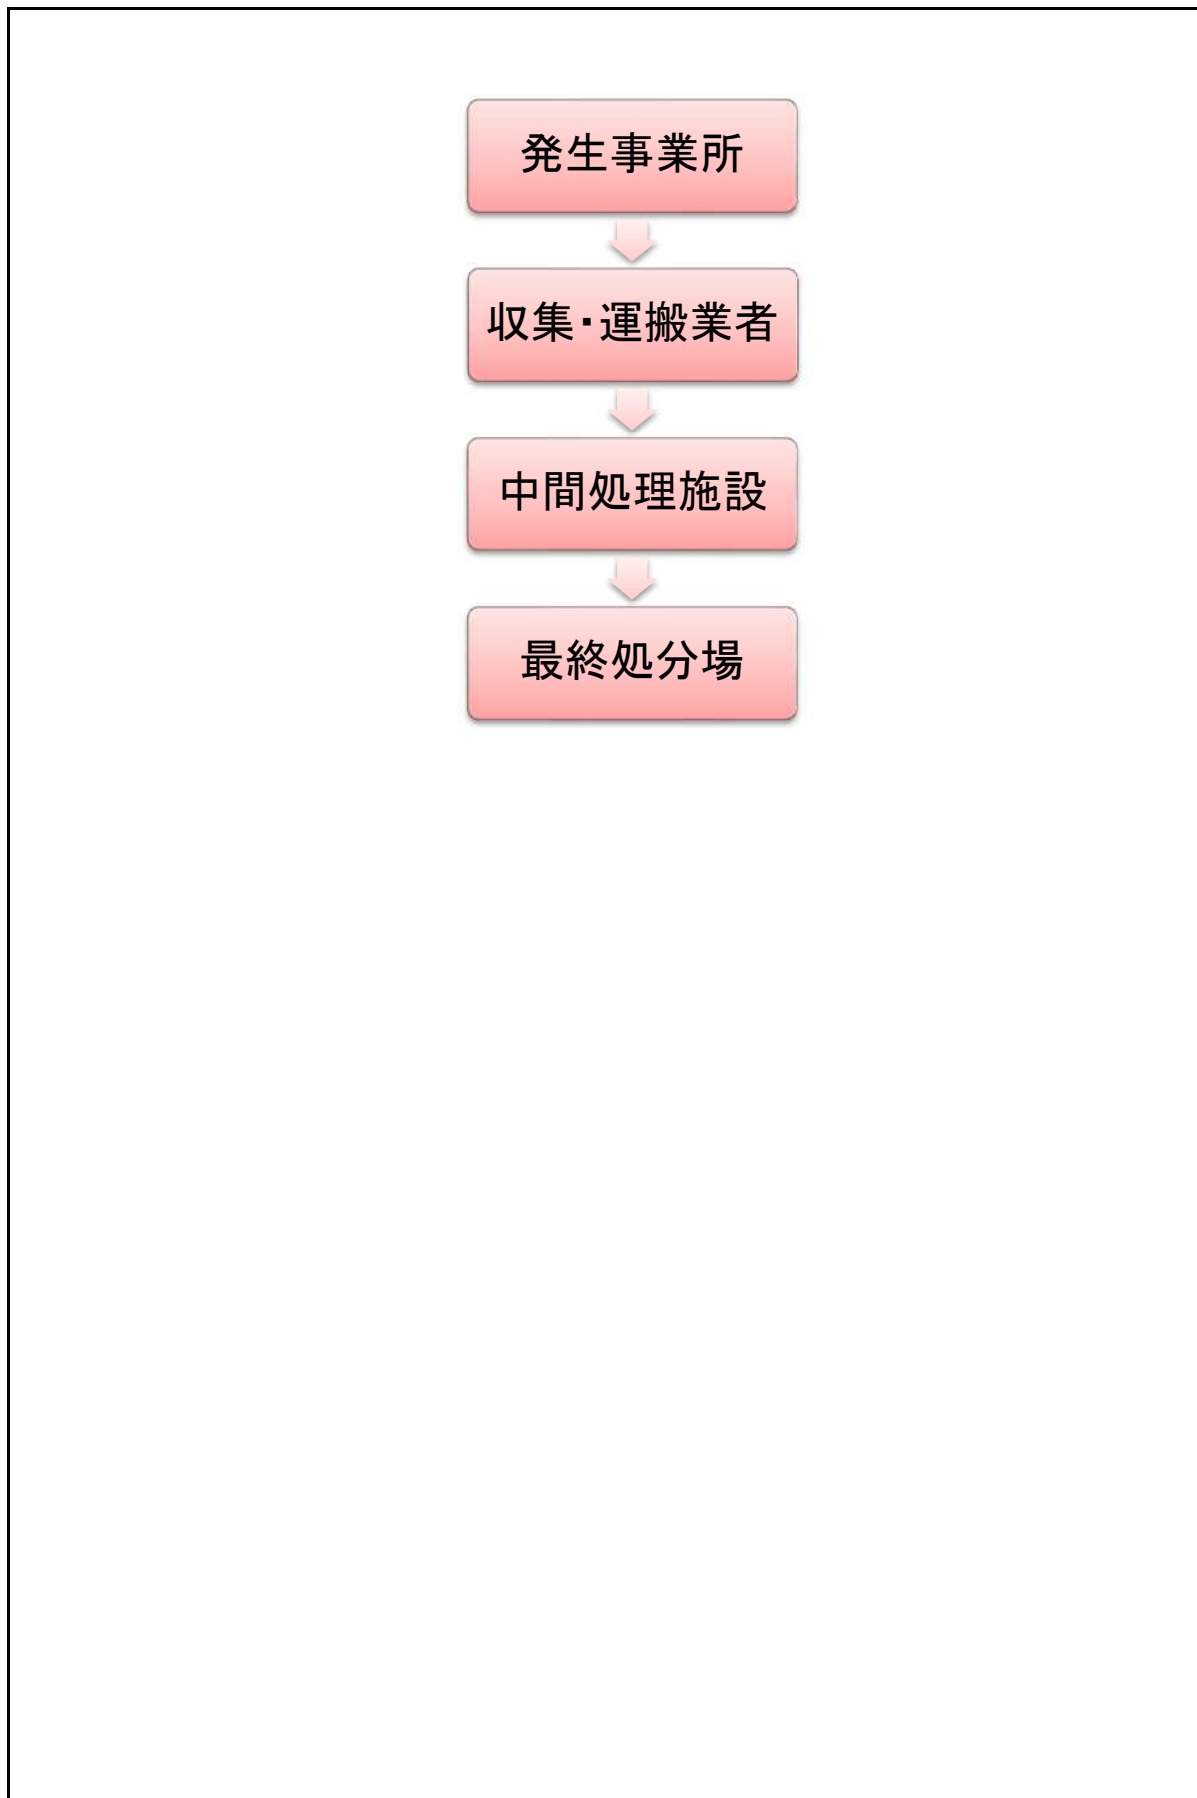 発生事業所
収集・運搬業者
中間処理施設
最終処分場